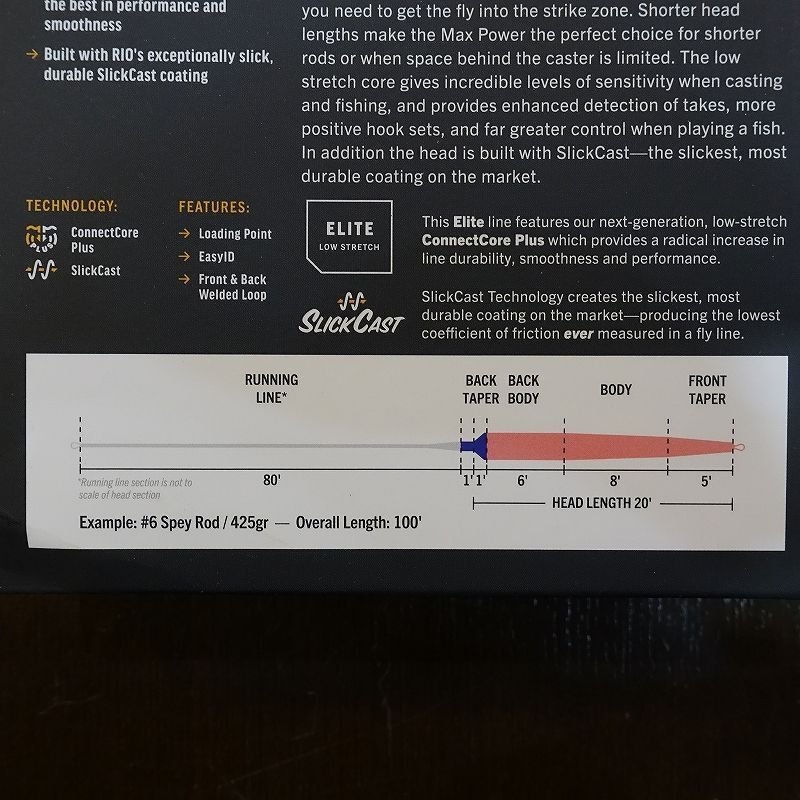 the best in performance and
smoothness
→ Built with RIO's exceptionally slick,
durable SlickCast coating
you need to get the fly into the strike zone. Shorter head
lengths make the Max Power the perfect choice for shorter
rods or when space behind the caster is limited. The low
stretch core gives incredible levels of sensitivity when casting
and fishing, and provides enhanced detection of takes, more
positive hook sets, and far greater control when playing a fish.
In addition the head is built with SlickCast—the slickest, most
durable coating on the market.
TECHNOLOGY:
ConnectCore
Plus
SlickCast
FEATURES:
→ Loading Point
→ EasyID
→ Front & Back
Welded Loop
ELITE
LOW STRETCH
This Elite line features our next-generation, low-stretch
ConnectCore Plus which provides a radical increase in
line durability, smoothness and performance.
SLICKCAST
SlickCast Technology creates the slickest, most
durable coating on the market—producing the lowest
coefficient of friction ever measured in a fly line.
RUNNING
LINE*
BACK
TAPER
BACK
BODY
BODY
FRONT
TAPER
80'
1'
1'
6'
8'
5'
*Running line section is not to
scale of head section
HEAD LENGTH 20'
Example: #6 Spey Rod / 425gr — Overall Length: 100'